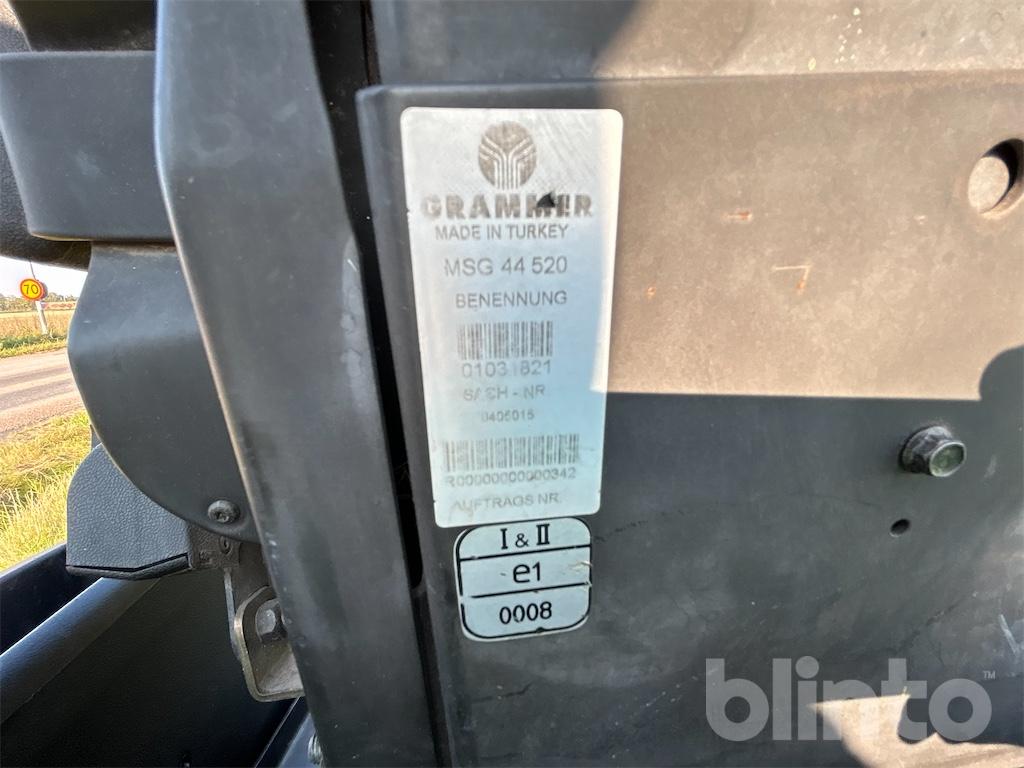 GRAMMER
MADE IN TURKEY
MSG 44 520
BENENNUNG
01031821
SACH - NR.
0405015
R00000000000342
AUFTRAGS NR.
I & II
e1
0008
70
blinto™